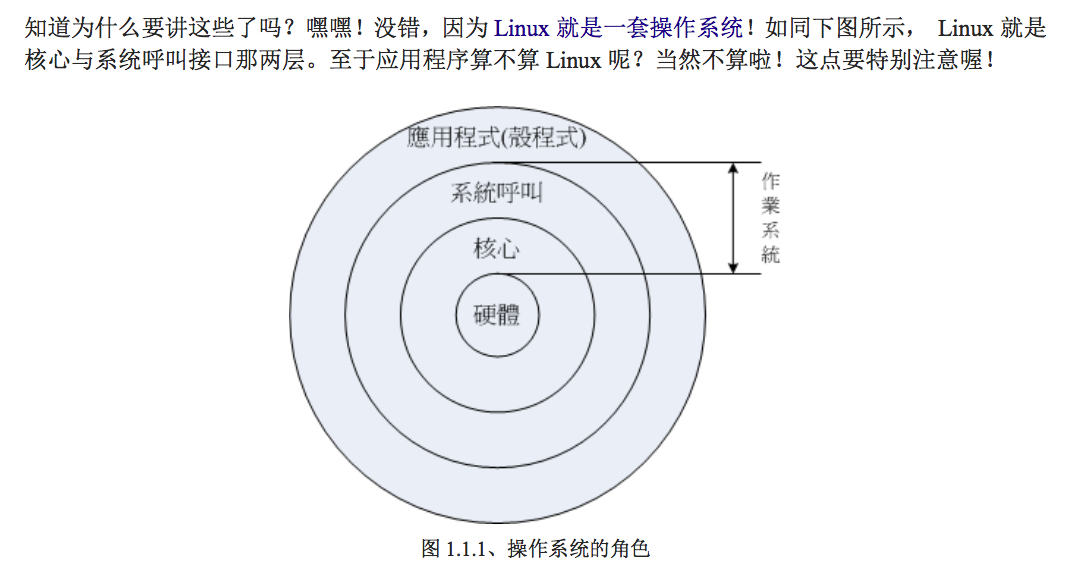 知道为什么要讲这些了吗？嘿嘿！没错，因为 Linux 就是一套操作系统！如同下图所示， Linux 就是
核心与系统呼叫接口那两层。至于应用程序算不算 Linux 呢？当然不算啦！这点要特别注意喔！
應用程式(殼程式)
系統呼叫
核心
硬體
作業系統
图 1.1.1、操作系统的角色